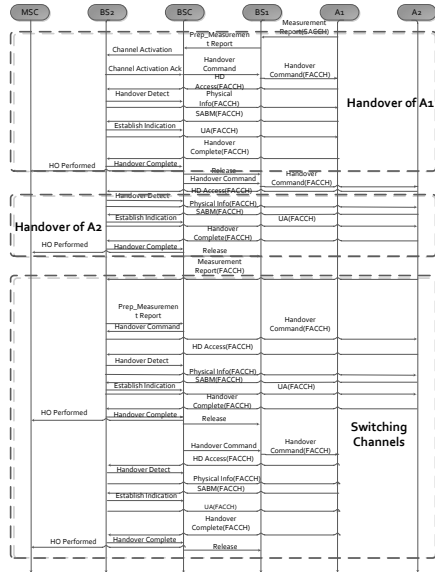 MSC BS2 BSC BS1 A1 A2
Measurement
Report(SACCH)
Prep_Measuremen
t Report
Channel Activation
Channel Activation Ack
Handover
Command
Handover
Command(FACCH)
HD
Access(FACCH)
Handover Detect
Physical
Info(FACCH)
Handover of A1
SABM(FACCH)
Establish Indication
UA(FACCH)
Handover
Complete(FACCH)
HO Performed
Handover Complete
Release
Handover Command
Handover
Command(FACCH)
HD Access(FACCH)
Handover Detect
Physical Info(FACCH)
SABM(FACCH)
Establish Indication
UA(FACCH)
Handover of A2
Handover
Complete(FACCH)
HO Performed
Handover Complete
Release
Measurement
Report(FACCH)
Prep_Measuremen
t Report
Handover Command
Handover
Command(FACCH)
HD Access(FACCH)
Handover Detect
Physical Info(FACCH)
SABM(FACCH)
Establish Indication
UA(FACCH)
Handover
Complete(FACCH)
HO Performed
Handover Complete
Release
Switching
Channels
Handover Command
Handover
Command(FACCH)
HD Access(FACCH)
Handover Detect
Physical Info(FACCH)
SABM(FACCH)
Establish Indication
UA(FACCH)
Handover
Complete(FACCH)
HO Performed
Handover Complete
Release